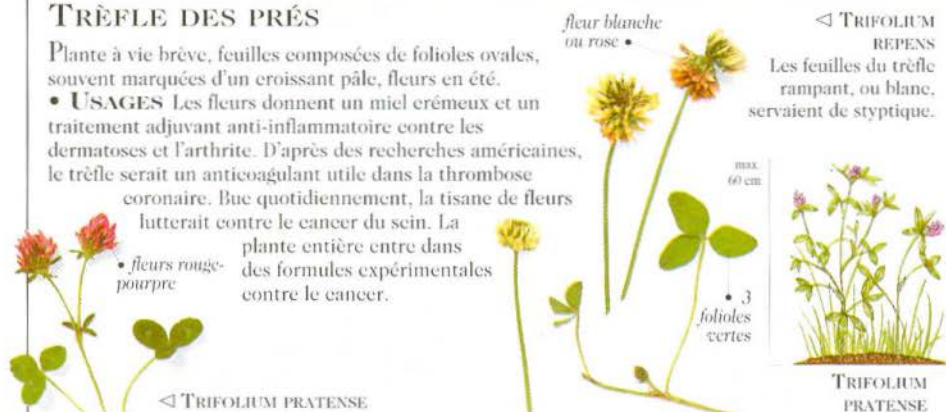 TRÈFLE DES PRÉS
Plante à vie brève, feuilles composées de folioles ovales,
souvent marquées d'un croissant pâle, fleurs en été.
• USAGES Les fleurs donnent un miel crémeux et un
traitement adjuvant anti-inflammatoire contre les
dermatoses et l'arthrite. D'après des recherches américaines,
le trèfle serait un anticoagulant utile dans la thrombose
coronaire. Bue quotidiennement, la tisane de fleurs
lutterait contre le cancer du sein. La
plante entière entre dans
des formules expérimentales
contre le cancer.
• fleurs rouge-
pourpre
◁ TRIFOLIUM PRATENSE
fleur blanche
ou rose •
◁ TRIFOLIUM
REPENS
Les feuilles du trèfle
rampant, ou blanc,
servaient de styptique.
max.
60 cm
• 3
folioles
vertes
TRIFOLIUM
PRATENSE